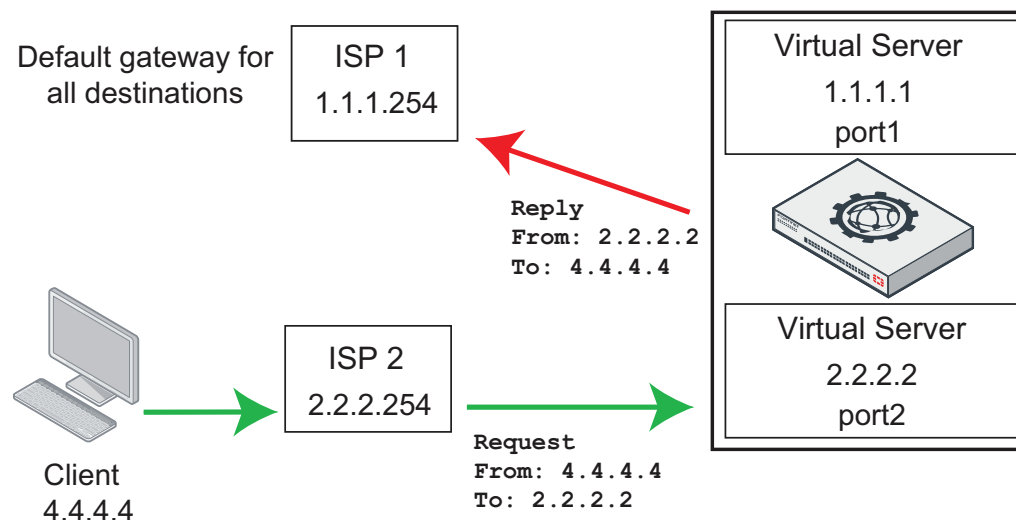 Default gateway for
all destinations
ISP 1
1.1.1.254
Virtual Server
1.1.1.1
port1
Reply
From: 2.2.2.2
To: 4.4.4.4
Virtual Server
2.2.2.2
port2
ISP 2
2.2.2.254
Request
From: 4.4.4.4
To: 2.2.2.2
Client
4.4.4.4